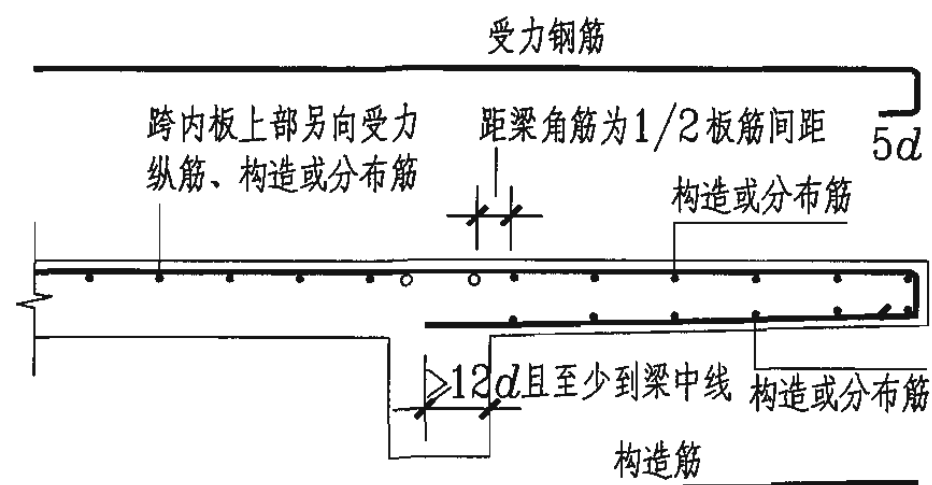 受力钢筋
跨内板上部另向受力
纵筋、构造或分布筋
距梁角筋为1/2板筋间距
5d
构造或分布筋
≥12d且至少到梁中线
构造或分布筋
构造筋